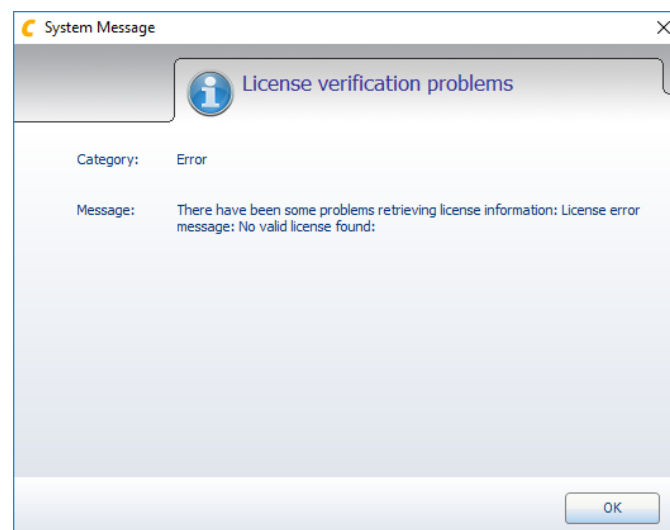 System Message
License verification problems
Category: Error
Message: There have been some problems retrieving license information: License error
message: No valid license found:
OK